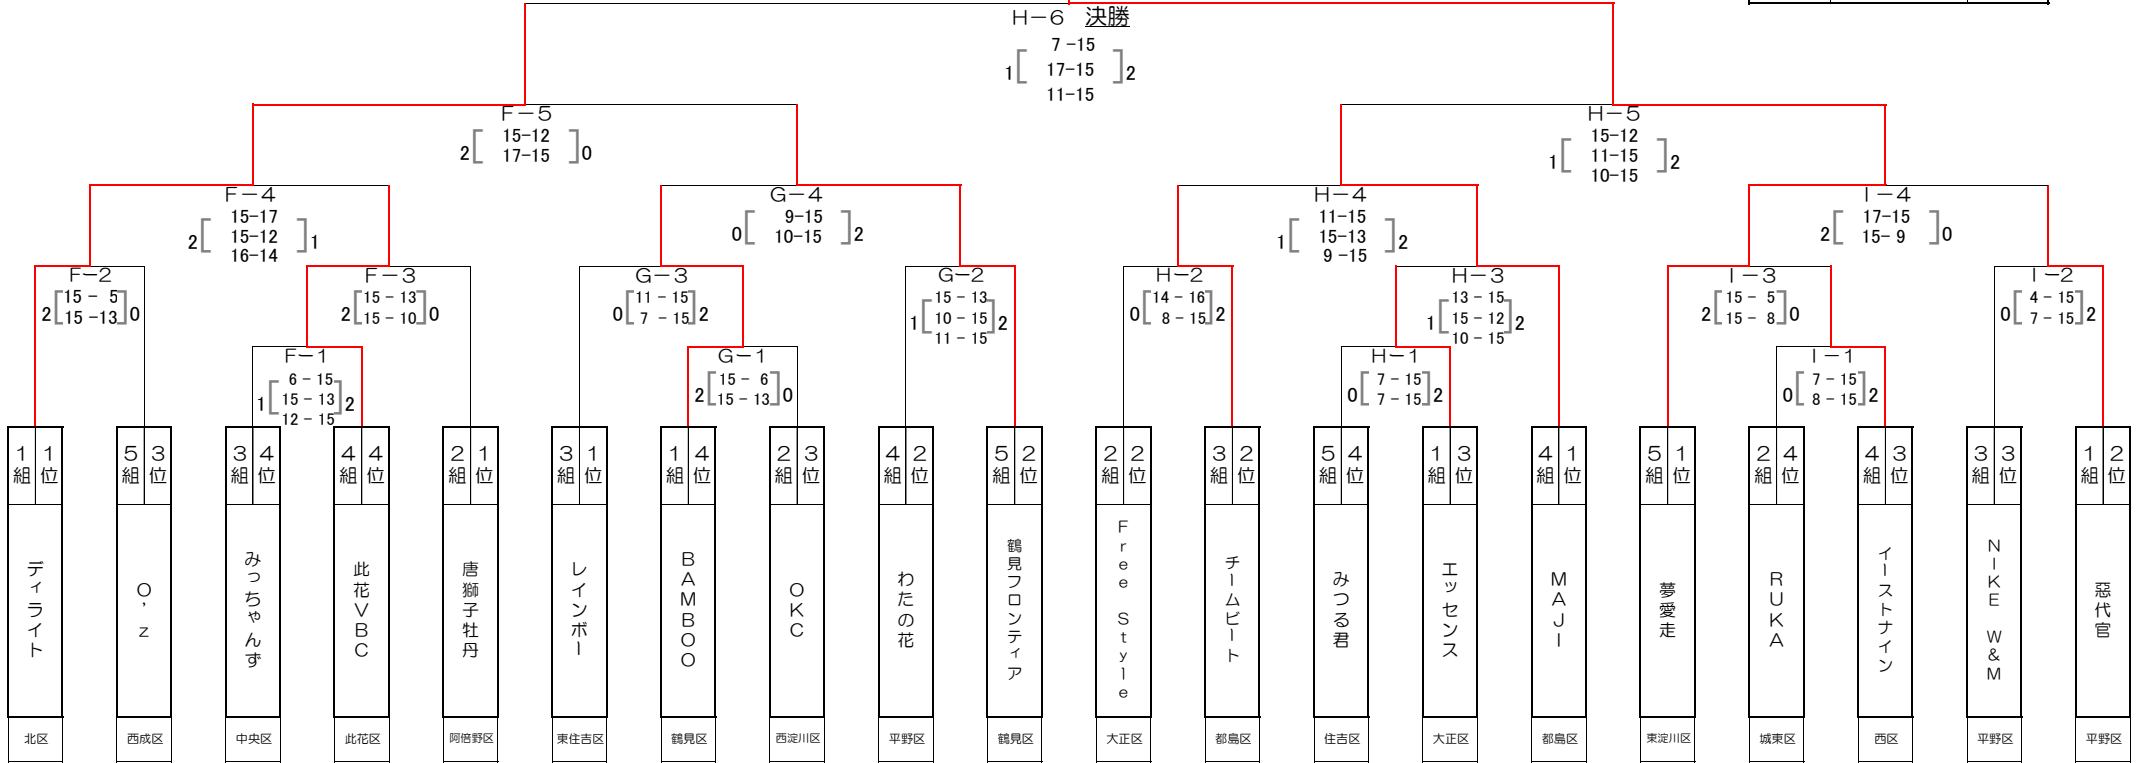 H－6 決勝
7 -15
1[ 17-15 ]2
11-15
F－5
15-12
2[ 17-15 ]0
H－5
15-12
1[ 11-15 ]2
10-15
F－4
15-17
2[ 15-12 ]1
16-14
G－4
9-15
0[ 10-15 ]2
H－4
11-15
1[ 15-13 ]2
9 -15
I－4
17-15
2[ 15- 9 ]0
F－2
15 - 5
2[ 15 -13 ]0
F－3
15 - 13
2[ 15 - 10 ]0
G－3
11 - 15
0[ 7 - 15 ]2
G－2
15 - 13
1[ 10 - 15 ]2
11 - 15
H－2
14 - 16
0[ 8 - 15 ]2
H－3
13 - 15
1[ 15 - 12 ]2
10 - 15
I－3
15 - 5
2[ 15 - 8 ]0
I－2
4 - 15
0[ 7 - 15 ]2
F－1
6 - 15
1[ 15 - 13 ]2
12 - 15
G－1
15 - 6
2[ 15 - 13 ]0
H－1
7 - 15
0[ 7 - 15 ]2
I－1
7 - 15
0[ 8 - 15 ]2
1組 1位
ディライト
北区
5組 3位
O'z
西成区
3組 4位
みっちゃんず
中央区
4組 4位
此花VBC
此花区
2組 1位
唐獅子牡丹
阿倍野区
3組 1位
レインボー
東住吉区
1組 4位
BAMBOO
鶴見区
2組 3位
OKC
西淀川区
4組 2位
わたの花
平野区
5組 2位
鶴見フロンティア
鶴見区
2組 2位
Free Style
大正区
3組 2位
チームビート
都島区
5組 4位
みつる君
住吉区
1組 3位
エッセンス
大正区
4組 1位
MAJI
都島区
5組 1位
夢愛走
東淀川区
2組 4位
RUKA
城東区
4組 3位
イーストナイン
西区
3組 3位
NIKE W&M
平野区
1組 2位
惡代官
平野区